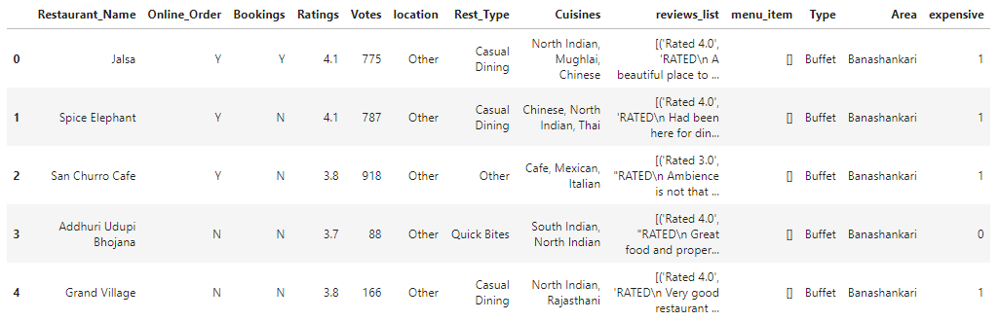 Restaurant_Name Online_Order Bookings Ratings Votes location Rest_Type Cuisines reviews_list menu_item Type Area expensive
0 Jalsa Y Y 4.1 775 Other Casual Dining North Indian, Mughlai, Chinese [('Rated 4.0', 'RATED\n A beautiful place to ... [] Buffet Banashankari 1
1 Spice Elephant Y N 4.1 787 Other Casual Dining Chinese, North Indian, Thai [('Rated 4.0', 'RATED\n Had been here for din... [] Buffet Banashankari 1
2 San Churro Cafe Y N 3.8 918 Other Other Cafe, Mexican, Italian [('Rated 3.0', "RATED\n Ambience is not that ... [] Buffet Banashankari 1
3 Addhuri Udupi Bhojana N N 3.7 88 Other Quick Bites South Indian, North Indian [('Rated 4.0', "RATED\n Great food and proper... [] Buffet Banashankari 0
4 Grand Village N N 3.8 166 Other Casual Dining North Indian, Rajasthani [('Rated 4.0', 'RATED\n Very good restaurant ... [] Buffet Banashankari 1